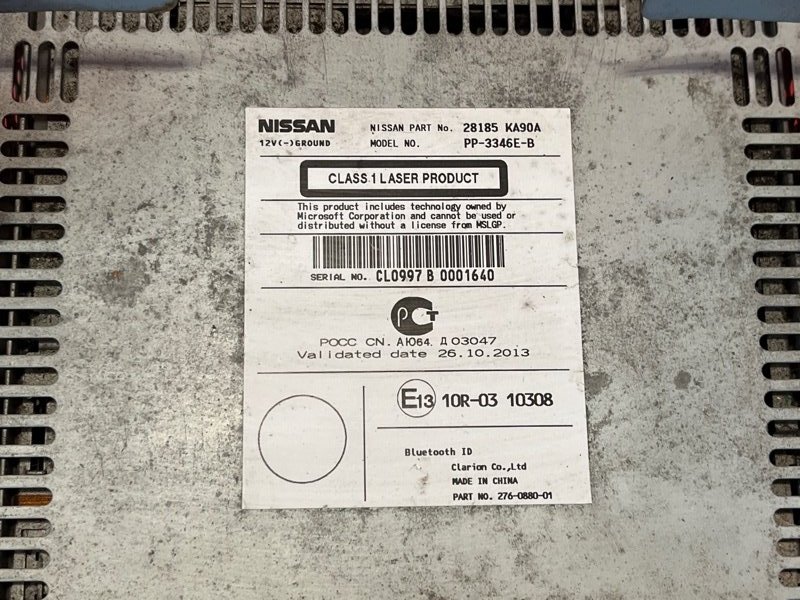 NISSAN NISSAN PART No. 28185 KA90A
12V(-)GROUND MODEL NO. PP-3346E-B
CLASS 1 LASER PRODUCT
This product includes technology owned by
Microsoft Corporation and cannot be used or
distributed without a license from MSLGP.
SERIAL NO. CL0997 B 0001640
РСТ
РОСС CN. АЮ64. Д 03047
Validated date 26.10.2013
E13 10R-03 10308
Bluetooth ID
Clarion Co.,Ltd
MADE IN CHINA
PART NO. 276-0880-01